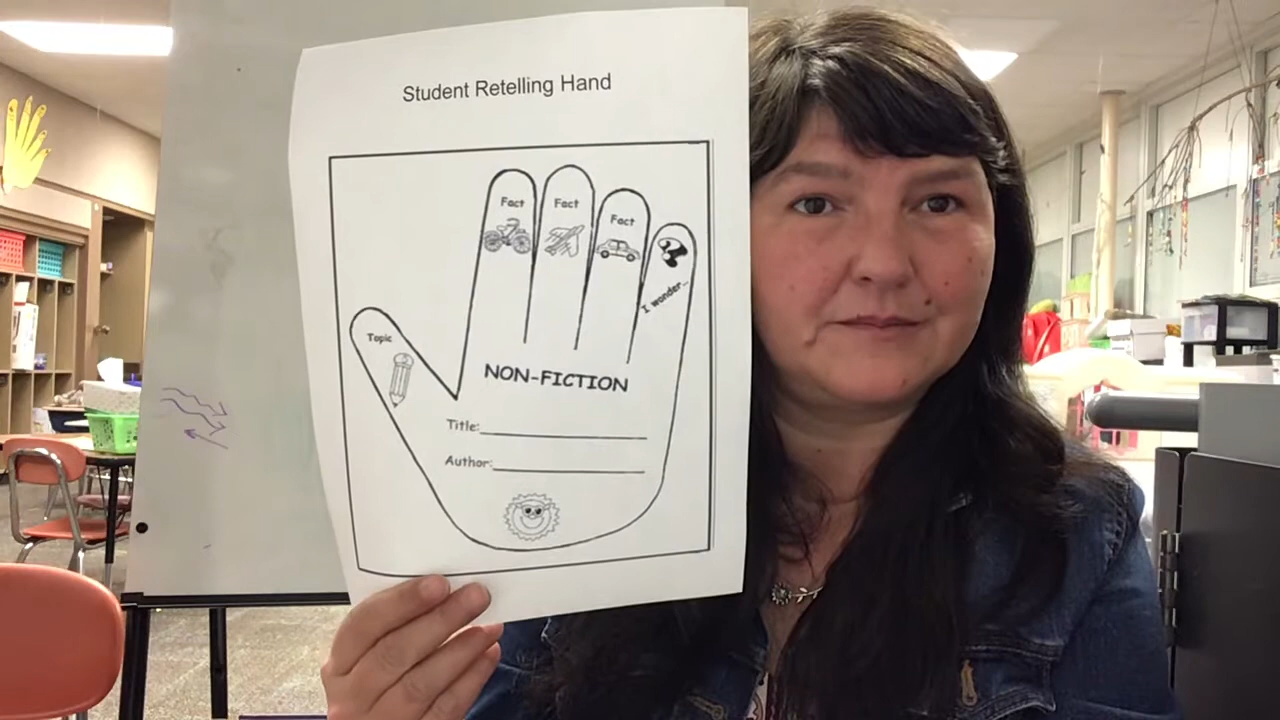 Student Retelling Hand
Fact
Fact
Fact
I wonder...
Topic
NON-FICTION
Title:
Author: